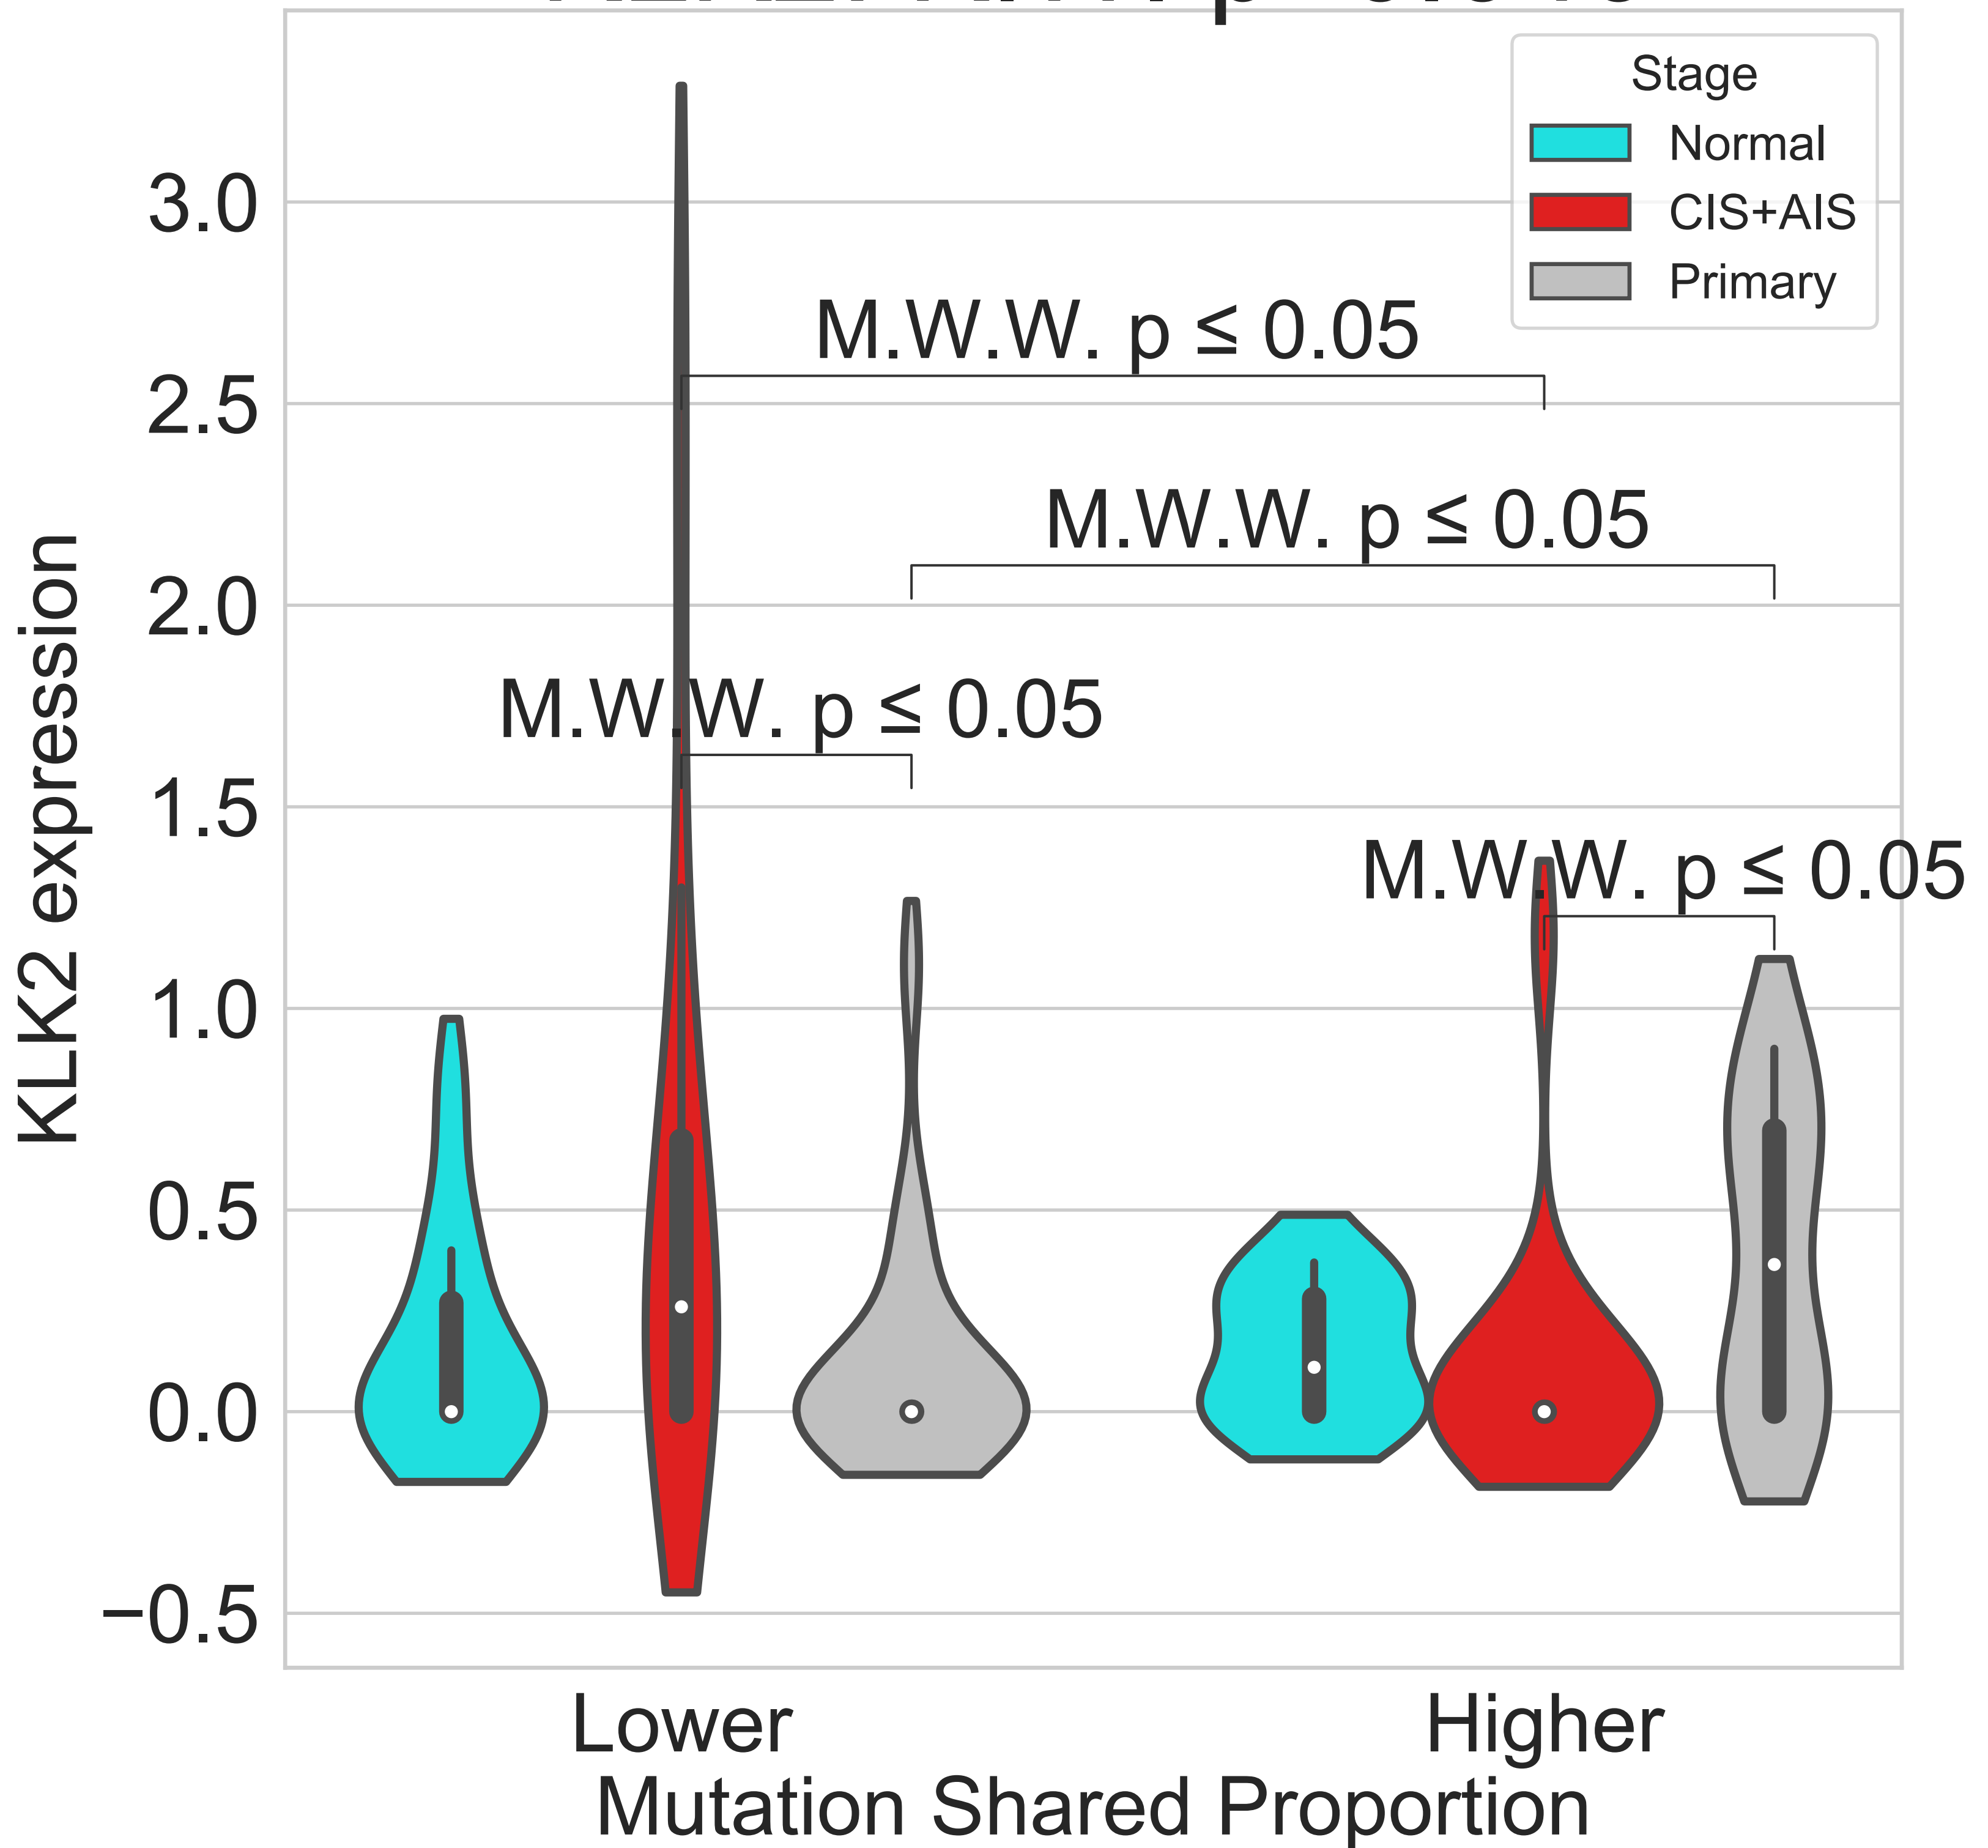 Stage
Normal
CIS+AIS
Primary
3.0
2.5
2.0
1.5
1.0
0.5
0.0
−0.5
KLK2 expression
M.W.W. p ≤ 0.05
M.W.W. p ≤ 0.05
M.W.W. p ≤ 0.05
M.W.W. p ≤ 0.05
Lower
Higher
Mutation Shared Proportion